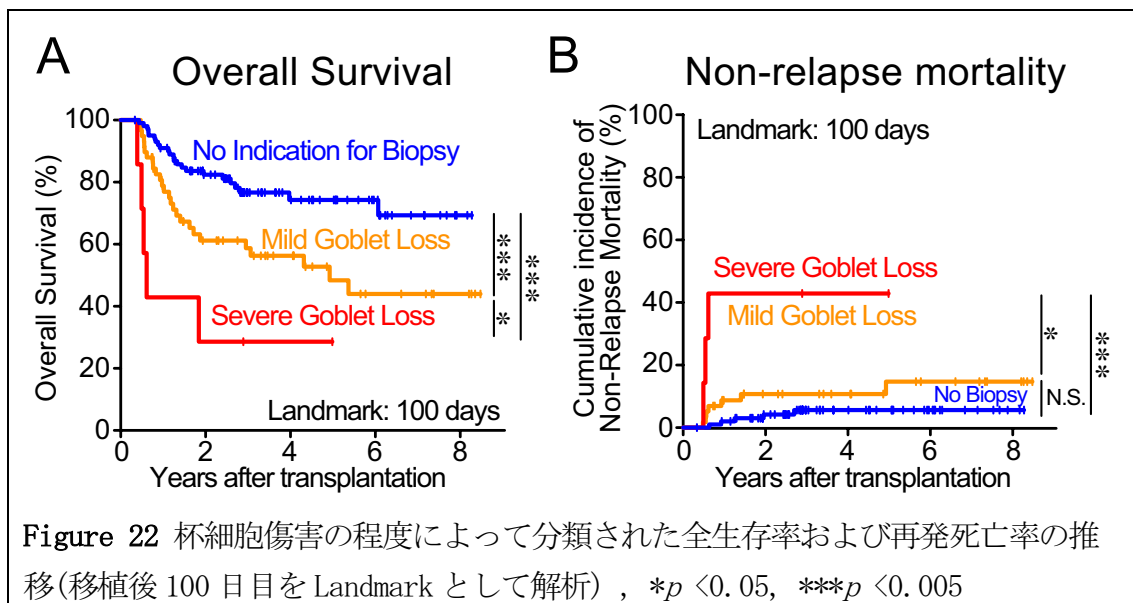 A
Overall Survival
Overall Survival (%)
100
80
60
40
20
0
No Indication for Biopsy
Mild Goblet Loss
Severe Goblet Loss
***
*
***
Landmark: 100 days
0 2 4 6 8
Years after transplantation
B
Non-relapse mortality
Cumulative incidence of
Non-Relapse Mortality (%)
100
80
60
40
20
0
Landmark: 100 days
Severe Goblet Loss
Mild Goblet Loss
No Biopsy
*
N.S.
***
0 2 4 6 8
Years after transplantation
Figure 22 杯細胞傷害の程度によって分類された全生存率および再発死亡率の推
移(移植後 100 日目を Landmark として解析) , *p <0.05, ***p <0.005